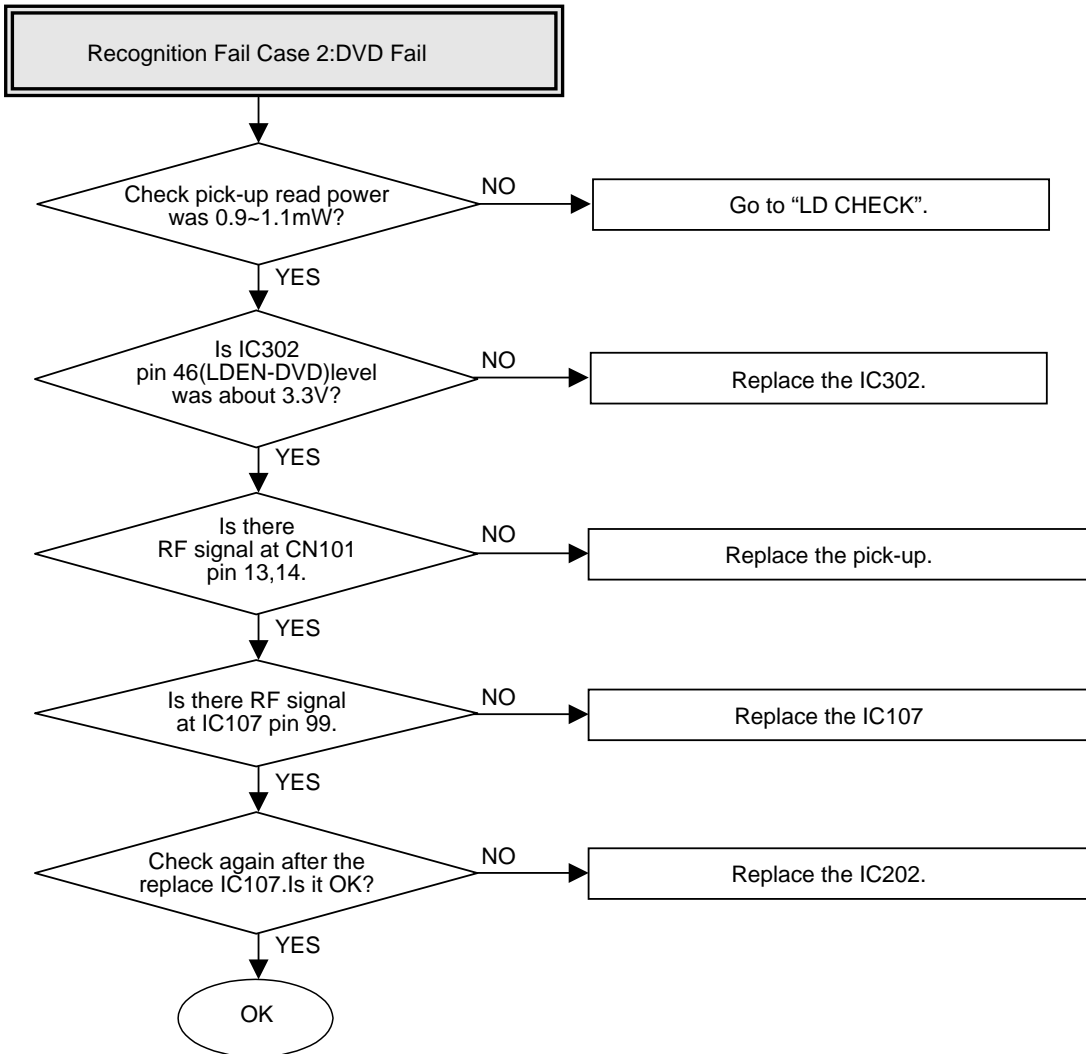 Recognition Fail Case 2:DVD Fail
Check pick-up read power
was 0.9~1.1mW?
NO
Go to “LD CHECK”.
YES
Is IC302
pin 46(LDEN-DVD)level
was about 3.3V?
NO
Replace the IC302.
YES
Is there
RF signal at CN101
pin 13,14.
NO
Replace the pick-up.
YES
Is there RF signal
at IC107 pin 99.
NO
Replace the IC107
YES
Check again after the
replace IC107.Is it OK?
NO
Replace the IC202.
YES
OK